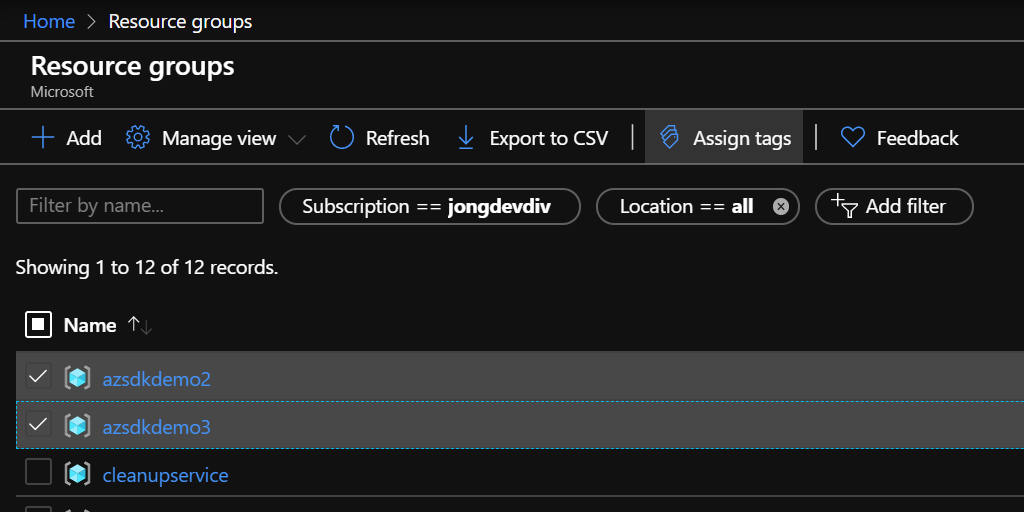 Home > Resource groups
Resource groups
Microsoft
Add Manage view Refresh Export to CSV | Assign tags | Feedback
Filter by name... Subscription == jongdevdiv Location == all Add filter
Showing 1 to 12 of 12 records.
Name ↑↓
azsdkdemo2
azsdkdemo3
cleanupservice